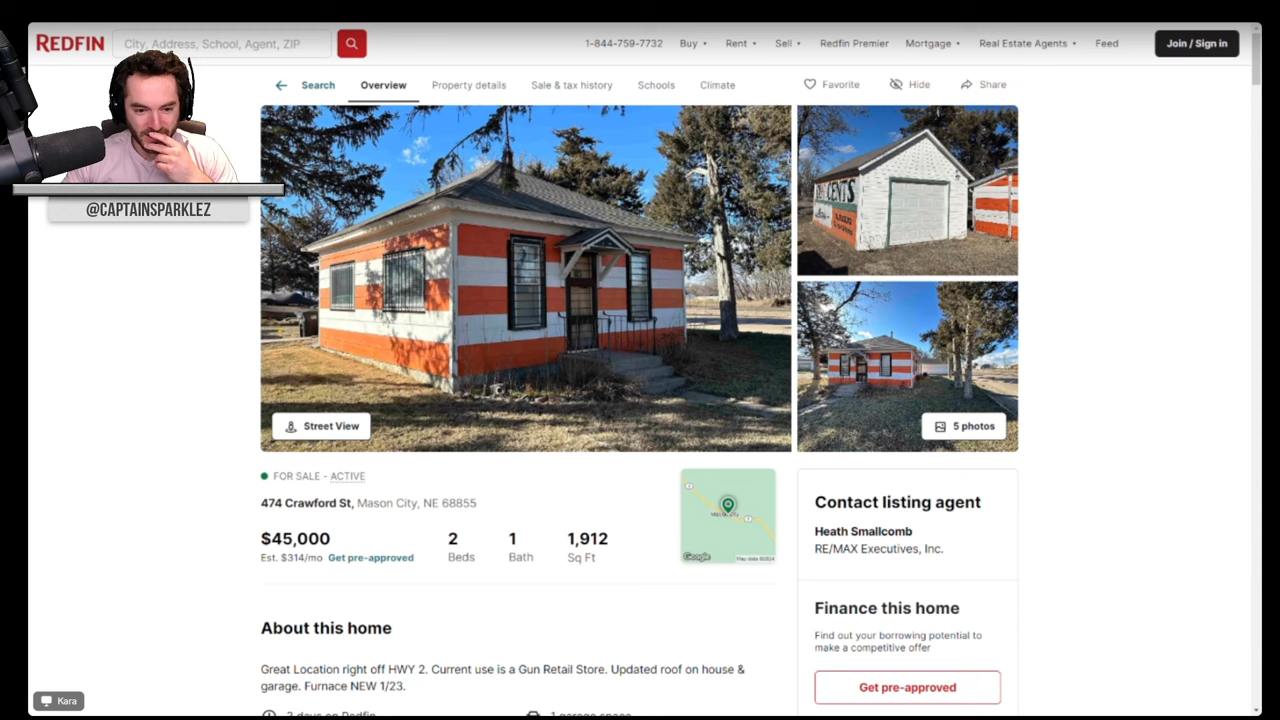 REDFIN
City, Address, School, Agent, ZIP
1-844-759-7732
Buy
Rent
Sell
Redfin Premier
Mortgage
Real Estate Agents
Feed
Join / Sign in
Search
Overview
Property details
Sale & tax history
Schools
Climate
Favorite
Hide
Share
@CAPTAINSPARKLEZ
CENTS
Street View
5 photos
FOR SALE - ACTIVE
474 Crawford St, Mason City, NE 68855
$45,000
Est. $314/mo Get pre-approved
2
Beds
1
Bath
1,912
Sq Ft
Google
Contact listing agent
Heath Smallcomb
RE/MAX Executives, Inc.
Finance this home
Find out your borrowing potential to
make a competitive offer
Get pre-approved
About this home
Great Location right off HWY 2. Current use is a Gun Retail Store. Updated roof on house &
garage. Furnace NEW 1/23.
Kara